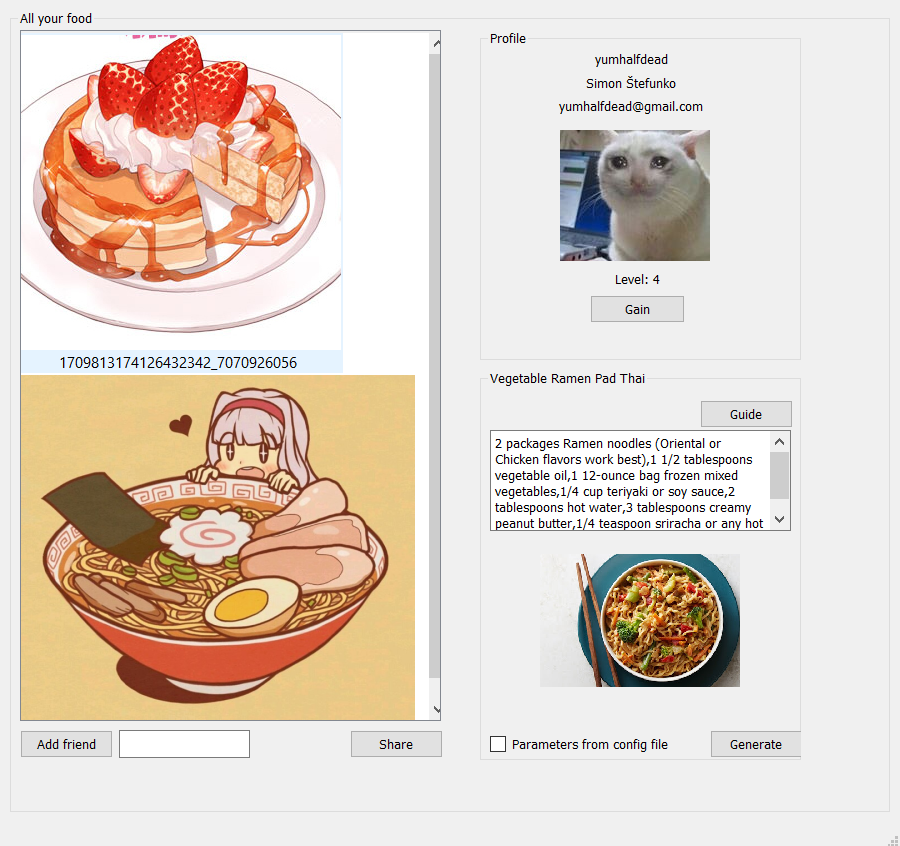 All your food
1709813174126432342_7070926056
Add friend
Share
Profile
yumhalfdead
Simon Štefunko
yumhalfdead@gmail.com
Level: 4
Gain
Vegetable Ramen Pad Thai
Guide
2 packages Ramen noodles (Oriental or
Chicken flavors work best),1 1/2 tablespoons
vegetable oil,1 12-ounce bag frozen mixed
vegetables,1/4 cup teriyaki or soy sauce,2
tablespoons hot water,3 tablespoons creamy
peanut butter,1/4 teaspoon sriracha or any hot
Parameters from config file
Generate